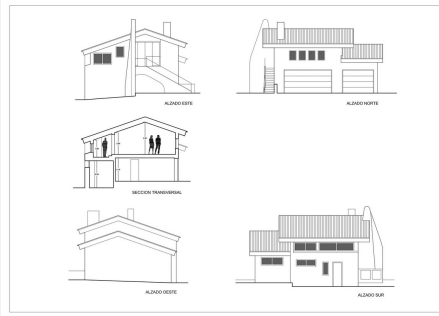 ALZADO ESTE
ALZADO NORTE
SECCION TRANSVERSAL
ALZADO OESTE
ALZADO SUR